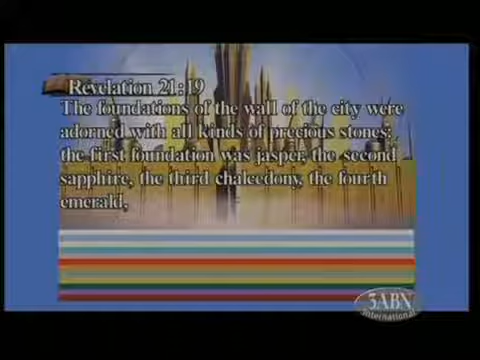 Revelation 21:19
The foundations of the wall of the city were
adorned with all kinds of precious stones:
the first foundation was jasper, the second
sapphire, the third chalcedony, the fourth
emerald,
3ABN
International